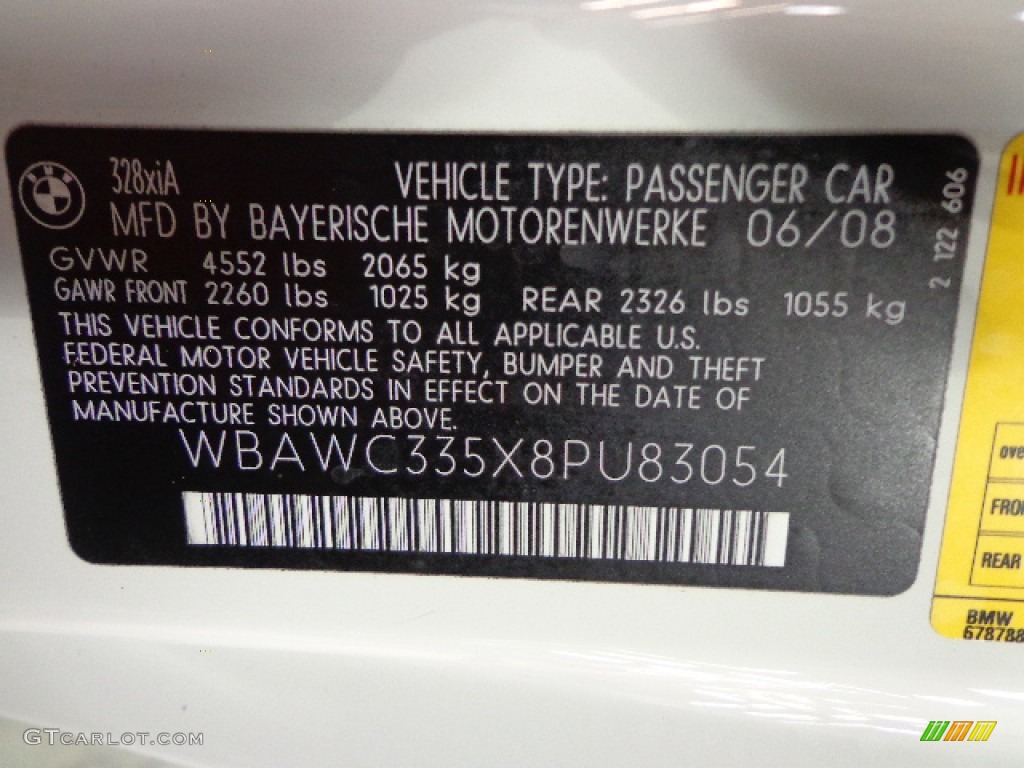 328xiA
VEHICLE TYPE: PASSENGER CAR
MFD BY BAYERISCHE MOTORENWERKE 06/08
GVWR 4552 lbs 2065 kg
GAWR FRONT 2260 lbs 1025 kg REAR 2326 lbs 1055 kg
THIS VEHICLE CONFORMS TO ALL APPLICABLE U.S.
FEDERAL MOTOR VEHICLE SAFETY, BUMPER AND THEFT
PREVENTION STANDARDS IN EFFECT ON THE DATE OF
MANUFACTURE SHOWN ABOVE.
WBAWC335X8PU83054
2 122 606
REAR
BMW
GTCARLOT.COM